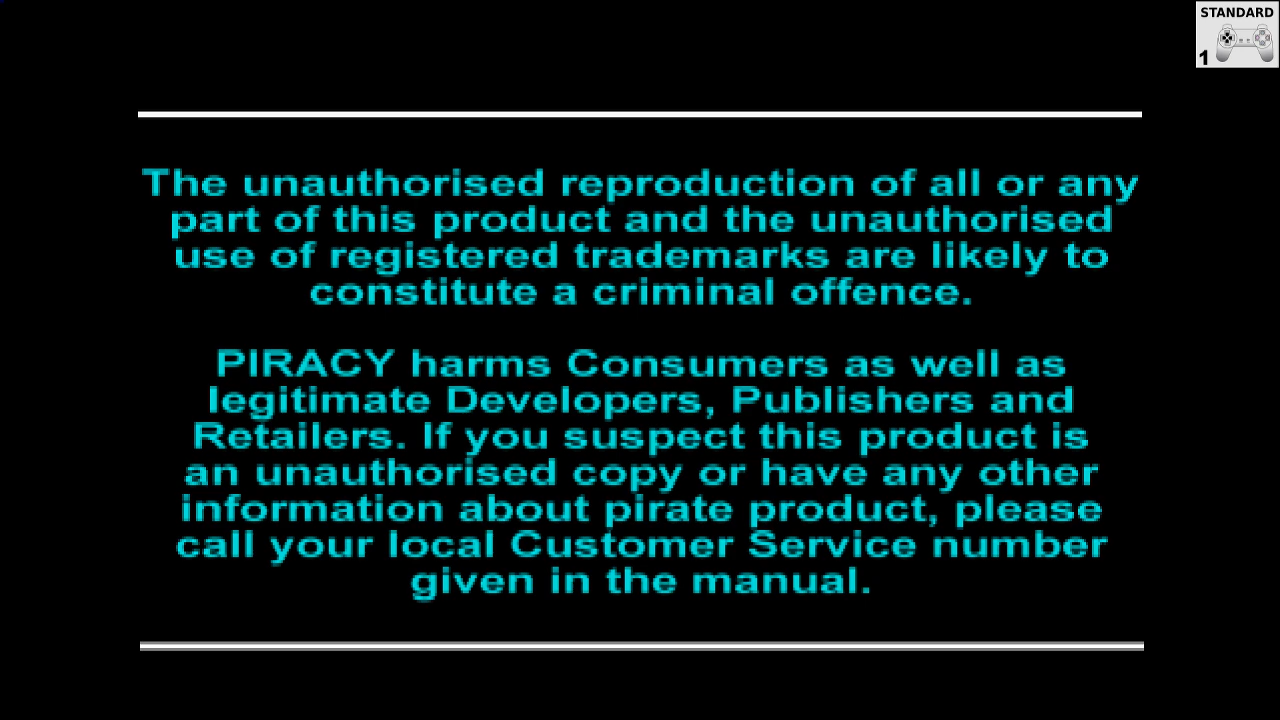 STANDARD
1
The unauthorised reproduction of all or any
part of this product and the unauthorised
use of registered trademarks are likely to
constitute a criminal offence.
PIRACY harms Consumers as well as
legitimate Developers, Publishers and
Retailers. If you suspect this product is
an unauthorised copy or have any other
information about pirate product, please
call your local Customer Service number
given in the manual.